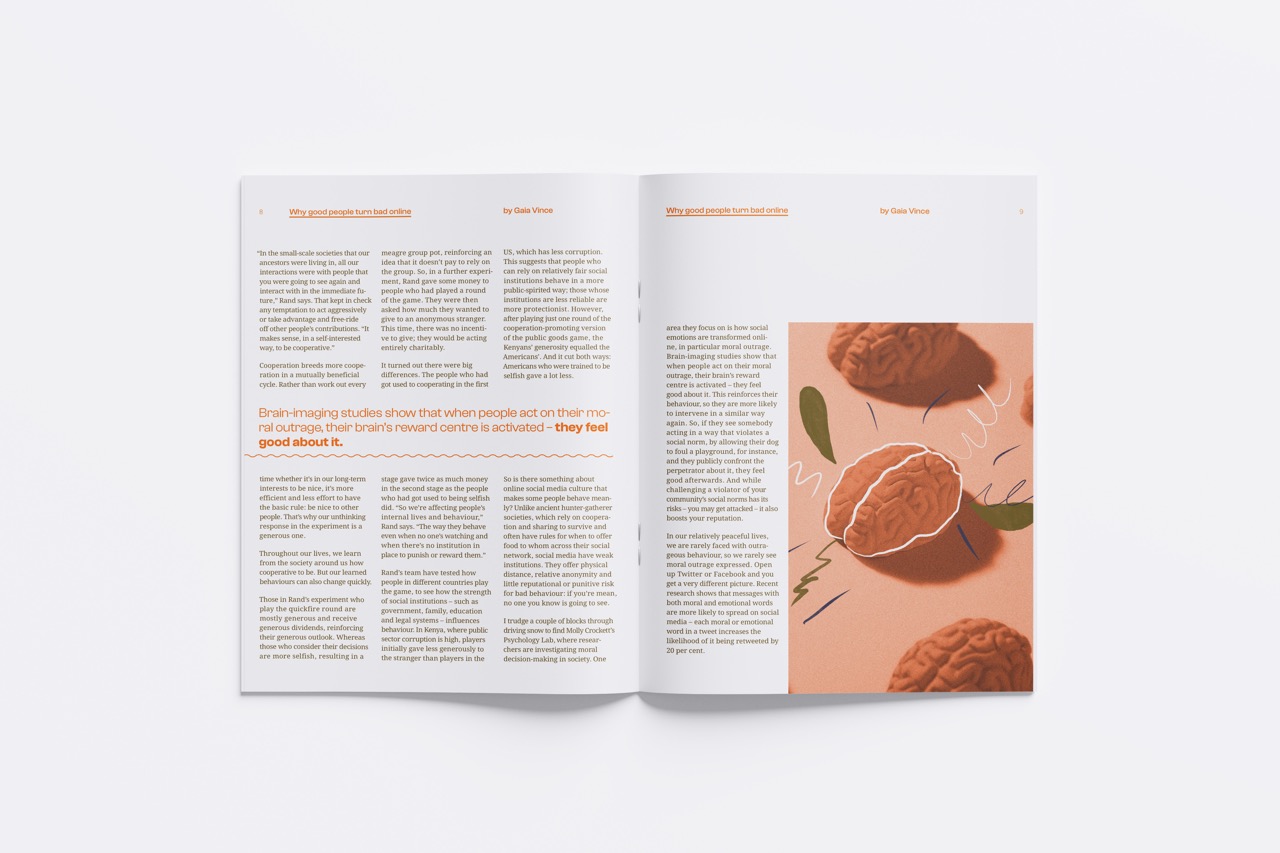 8
Why good people turn bad online
by Gaia Vince
“In the small-scale societies that our
ancestors were living in, all our
interactions were with people that
you were going to see again and
interact with in the immediate fu-
ture,” Rand says. That kept in check
any temptation to act aggressively
or take advantage and free-ride
off other people’s contributions. “It
makes sense, in a self-interested
way, to be cooperative.”
Cooperation breeds more coope-
ration in a mutually beneficial
cycle. Rather than work out every
meagre group pot, reinforcing an
idea that it doesn’t pay to rely on
the group. So, in a further experi-
ment, Rand gave some money to
people who had played a round
of the game. They were then
asked how much they wanted to
give to an anonymous stranger.
This time, there was no incenti-
ve to give; they would be acting
entirely charitably.
It turned out there were big
differences. The people who had
got used to cooperating in the first
US, which has less corruption.
This suggests that people who
can rely on relatively fair social
institutions behave in a more
public-spirited way; those whose
institutions are less reliable are
more protectionist. However,
after playing just one round of the
cooperation-promoting version
of the public goods game, the
Kenyans’ generosity equalled the
Americans’. And it cut both ways:
Americans who were trained to be
selfish gave a lot less.
Brain-imaging studies show that when people act on their mo-
ral outrage, their brain’s reward centre is activated – they feel
good about it.
time whether it’s in our long-term
interests to be nice, it’s more
efficient and less effort to have
the basic rule: be nice to other
people. That’s why our unthinking
response in the experiment is a
generous one.
Throughout our lives, we learn
from the society around us how
cooperative to be. But our learned
behaviours can also change quickly.
Those in Rand’s experiment who
play the quickfire round are
mostly generous and receive
generous dividends, reinforcing
their generous outlook. Whereas
those who consider their decisions
are more selfish, resulting in a
stage gave twice as much money
in the second stage as the people
who had got used to being selfish
did. “So we’re affecting people’s
internal lives and behaviour,”
Rand says. “The way they behave
even when no one’s watching and
when there’s no institution in
place to punish or reward them.”
Rand’s team have tested how
people in different countries play
the game, to see how the strength
of social institutions – such as
government, family, education
and legal systems – influences
behaviour. In Kenya, where public
sector corruption is high, players
initially gave less generously to
the stranger than players in the
So is there something about
online social media culture that
makes some people behave mean-
ly? Unlike ancient hunter-gatherer
societies, which rely on coopera-
tion and sharing to survive and
often have rules for when to offer
food to whom across their social
network, social media have weak
institutions. They offer physical
distance, relative anonymity and
little reputational or punitive risk
for bad behaviour: if you’re mean,
no one you know is going to see.
I trudge a couple of blocks through
driving snow to find Molly Crockett’s
Psychology Lab, where resear-
chers are investigating moral
decision-making in society. One
Why good people turn bad online
by Gaia Vince
9
area they focus on is how social
emotions are transformed onli-
ne, in particular moral outrage.
Brain-imaging studies show that
when people act on their moral
outrage, their brain’s reward
centre is activated – they feel
good about it. This reinforces their
behaviour, so they are more likely
to intervene in a similar way
again. So, if they see somebody
acting in a way that violates a
social norm, by allowing their dog
to foul a playground, for instance,
and they publicly confront the
perpetrator about it, they feel
good afterwards. And while
challenging a violator of your
community’s social norms has its
risks – you may get attacked – it also
boosts your reputation.
In our relatively peaceful lives,
we are rarely faced with outra-
geous behaviour, so we rarely see
moral outrage expressed. Open
up Twitter or Facebook and you
get a very different picture. Recent
research shows that messages with
both moral and emotional words
are more likely to spread on social
media – each moral or emotional
word in a tweet increases the
likelihood of it being retweeted by
20 per cent.